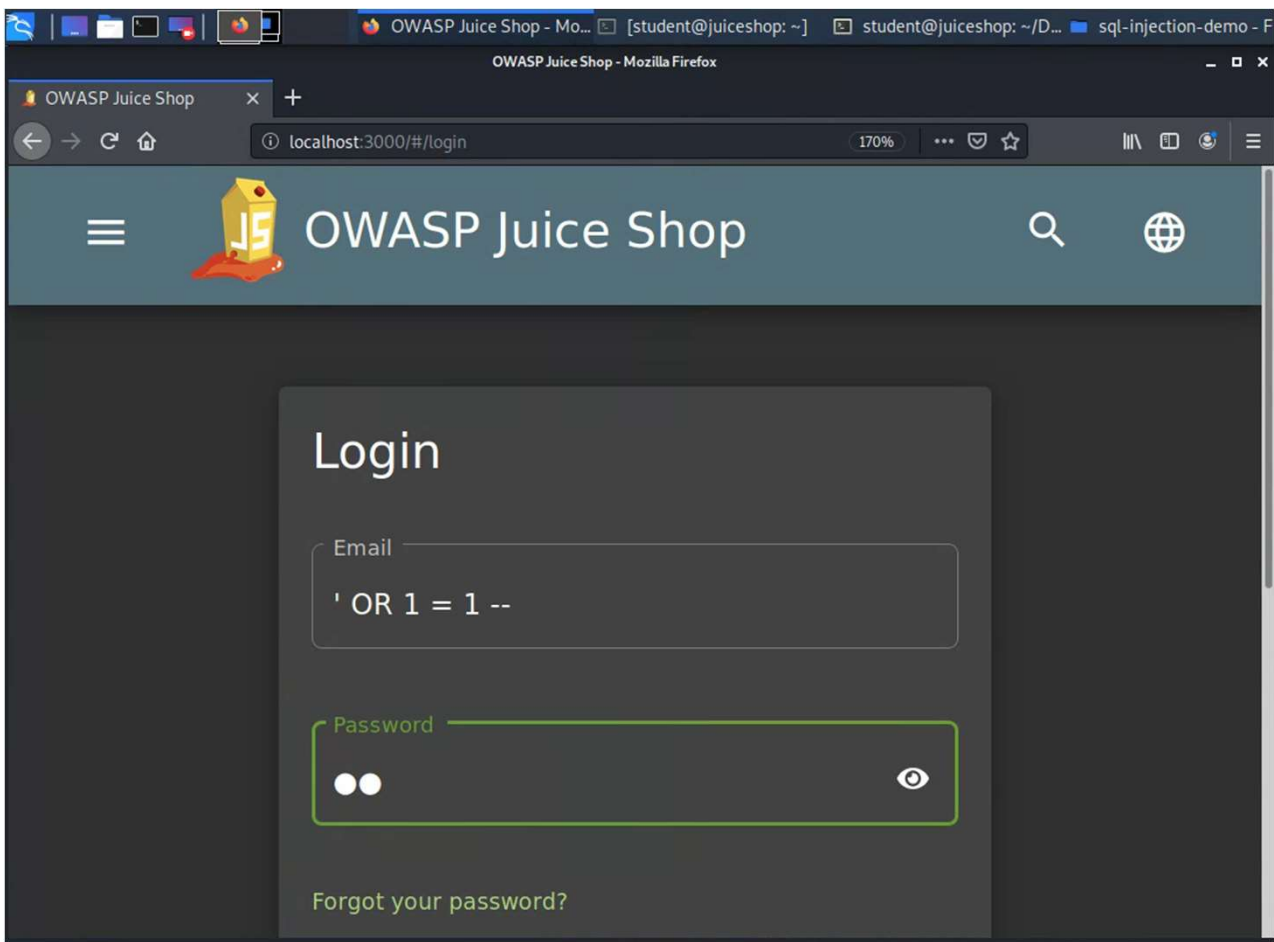 OWASP Juice Shop - Mo... [student@juiceshop: ~] student@juiceshop: ~/D... sql-injection-demo - F
OWASP Juice Shop - Mozilla Firefox
OWASP Juice Shop
localhost:3000/#/login 170%
JS OWASP Juice Shop
Login
Email
' OR 1 = 1 --
Password
Forgot your password?